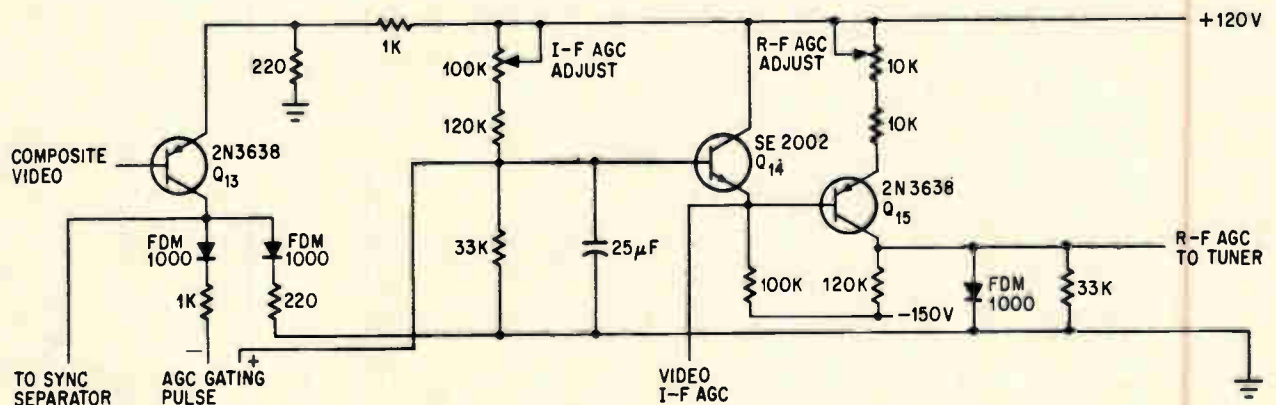 +120V
1K
220
100K
I-F AGC
ADJUST
R-F AGC
ADJUST
10K
120K
10K
COMPOSITE
VIDEO
2N3638
Q13
SE 2002
Q14
2N3638
Q15
FDM
1000
FDM
1000
33K
25µF
R-F AGC
TO TUNER
1K
220
100K
120K
FDM
1000
33K
-150V
TO SYNC
SEPARATOR
–
AGC GATING
PULSE
+
VIDEO
I-F AGC